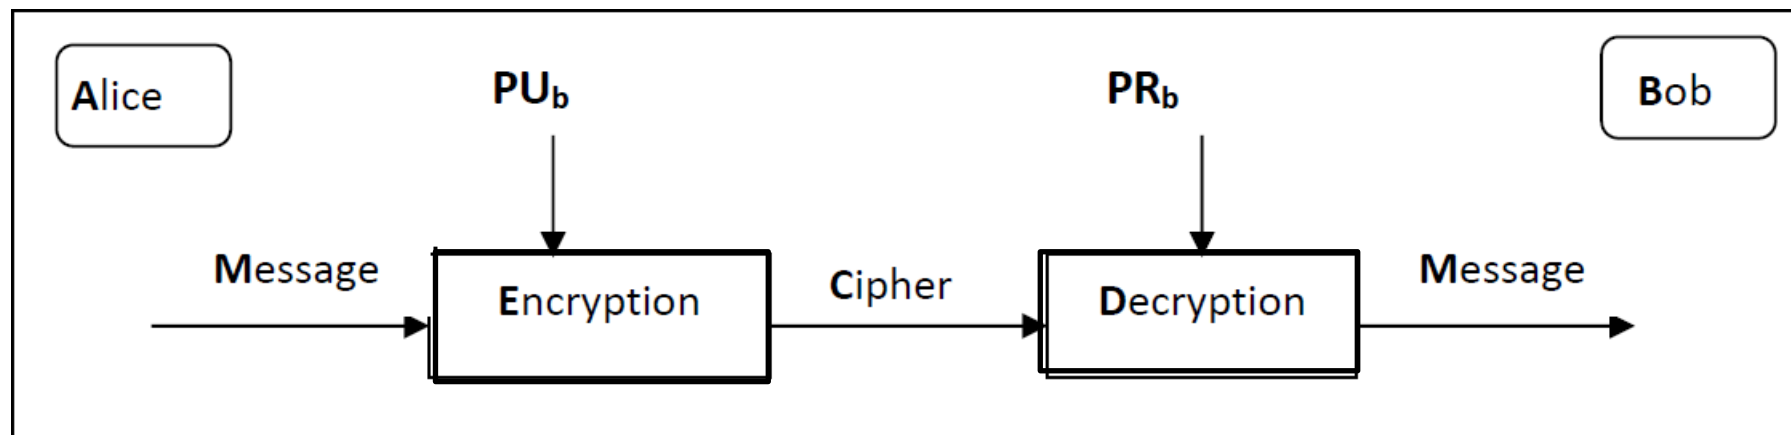 Alice
PUb
PRb
Bob
Message
Encryption
Cipher
Decryption
Message